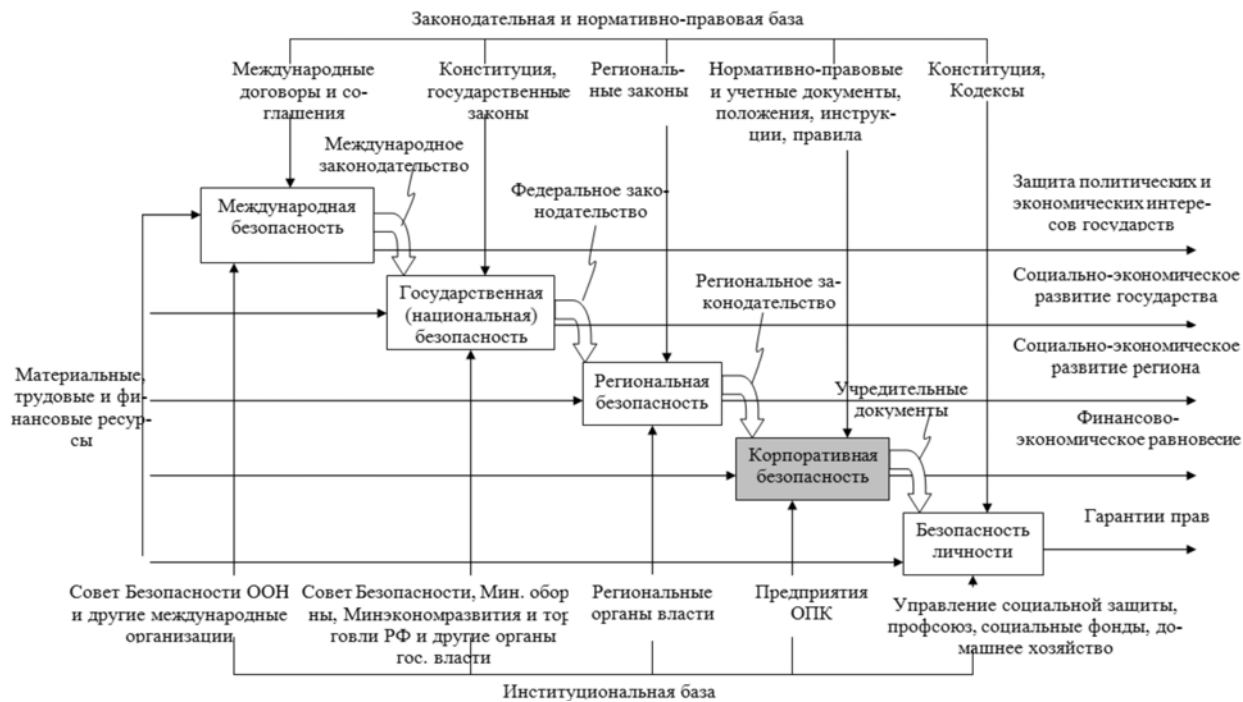 Законодательная и нормативно-правовая база
Международные
договоры и со-
глашения
Конституция,
государственные
законы
Региональ-
ные законы
Нормативно-правовые
и учетные документы,
положения, инструк-
ции, правила
Конституция,
Кодексы
Международное
законодательство
Федеральное зако-
нодательство
Региональное за-
конодательство
Учредительные
документы
Международная
безопасность
Государственная
(национальная)
безопасность
Региональная
безопасность
Корпоративная
безопасность
Безопасность
личности
Защита политических и
экономических интере-
сов государств
Социально-экономическое
развитие государства
Социально-экономическое
развитие региона
Финансово-
экономическое равновесие
Гарантии прав
Материальные,
трудовые и фи-
нансовые ресур-
сы
Совет Безопасности ООН
и другие международные
организации
Совет Безопасности, Мин. оборо
ны, Минэкономразвития и тор
говли РФ и другие органы
гос. власти
Региональные
органы власти
Предприятия
ОПК
Управление социальной защиты,
профсоюз, социальные фонды, до-
машнее хозяйство
Институциональная база